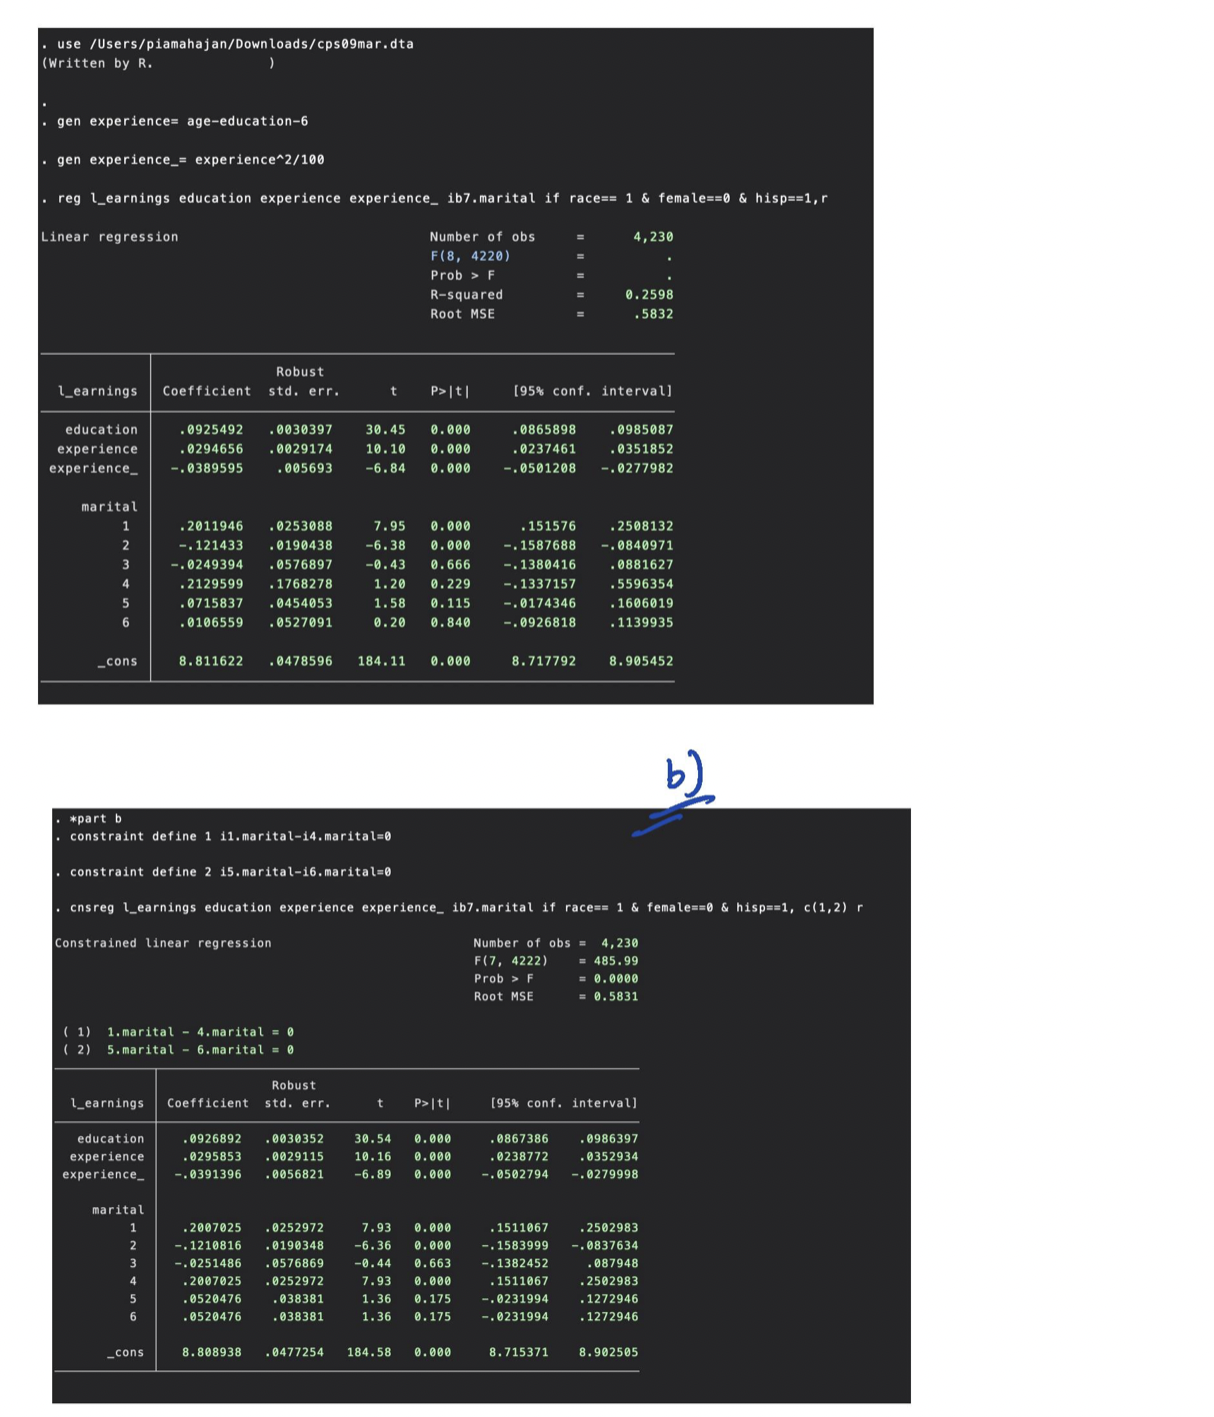 . use /Users/piamahajan/Downloads/cps09mar.dta
(Written by R.              )
.
. gen experience= age-education-6
. gen experience_= experience^2/100
. reg l_earnings education experience experience_ ib7.marital if race== 1 & female==0 & hisp==1,r
Linear regression Number of obs = 4,230
F(8, 4220) = .
Prob > F = .
R-squared = 0.2598
Root MSE = .5832
Robust
l_earnings Coefficient std. err. t P>|t| [95% conf. interval]
education .0925492 .0030397 30.45 0.000 .0865898 .0985087
experience .0294656 .0029174 10.10 0.000 .0237461 .0351852
experience_ -.0389595 .005693 -6.84 0.000 -.0501208 -.0277982
marital
1 .2011946 .0253088 7.95 0.000 .151576 .2508132
2 -.121433 .0190438 -6.38 0.000 -.1587688 -.0840971
3 -.0249394 .0576897 -0.43 0.666 -.1380416 .0881627
4 .2129599 .1768278 1.20 0.229 -.1337157 .5596354
5 .0715837 .0454053 1.58 0.115 -.0174346 .1606019
6 .0106559 .0527091 0.20 0.840 -.0926818 .1139935
_cons 8.811622 .0478596 184.11 0.000 8.717792 8.905452
b)
. *part b
. constraint define 1 i1.marital-i4.marital=0
. constraint define 2 i5.marital-i6.marital=0
. cnsreg l_earnings education experience experience_ ib7.marital if race== 1 & female==0 & hisp==1, c(1,2) r
Constrained linear regression Number of obs = 4,230
F(7, 4222) = 485.99
Prob > F = 0.0000
Root MSE = 0.5831
( 1) 1.marital - 4.marital = 0
( 2) 5.marital - 6.marital = 0
Robust
l_earnings Coefficient std. err. t P>|t| [95% conf. interval]
education .0926892 .0030352 30.54 0.000 .0867386 .0986397
experience .0295853 .0029115 10.16 0.000 .0238772 .0352934
experience_ -.0391396 .0056821 -6.89 0.000 -.0502794 -.0279998
marital
1 .2007025 .0252972 7.93 0.000 .1511067 .2502983
2 -.1210816 .0190348 -6.36 0.000 -.1583999 -.0837634
3 -.0251486 .0576869 -0.44 0.663 -.1382452 .087948
4 .2007025 .0252972 7.93 0.000 .1511067 .2502983
5 .0520476 .038381 1.36 0.175 -.0231994 .1272946
6 .0520476 .038381 1.36 0.175 -.0231994 .1272946
_cons 8.808938 .0477254 184.58 0.000 8.715371 8.902505